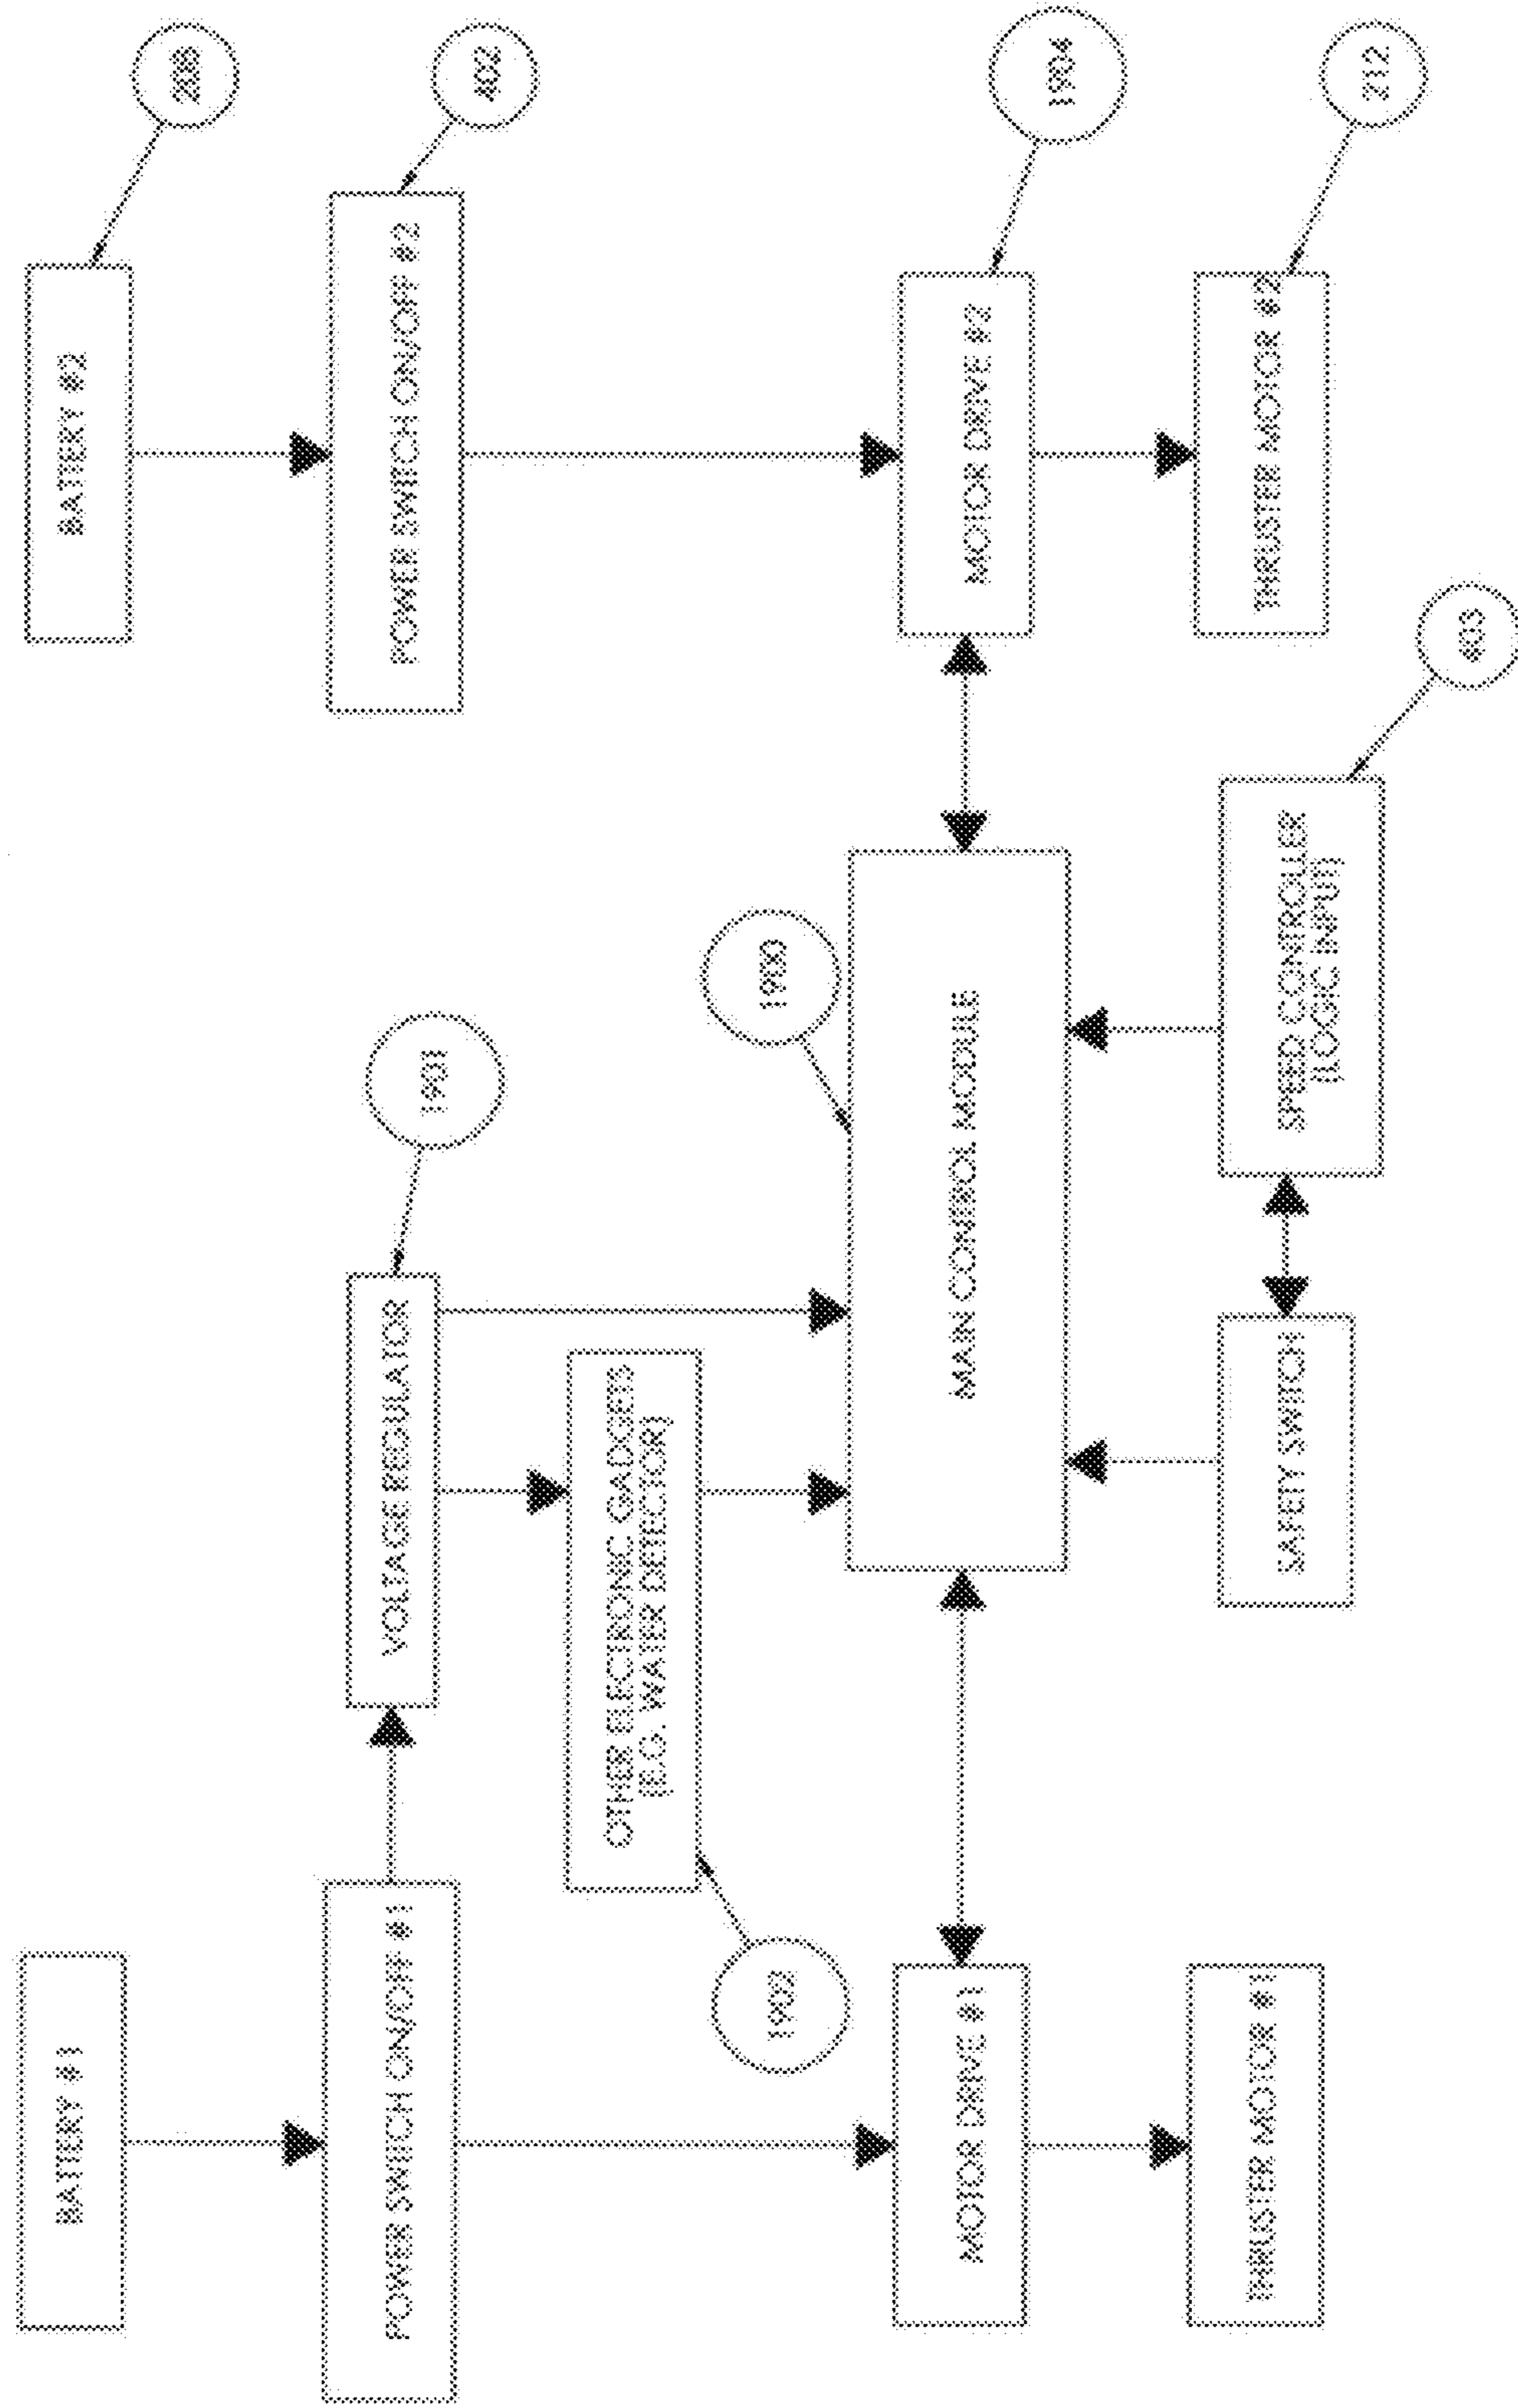 BATTERY #1
BATTERY #2
POWER SWITCH ON/OFF #1
VOLTAGE REGULATOR
1901
POWER SWITCH ON/OFF #2
402
OTHER ELECTRONIC GADGETS
(E.G. WATER DETECTOR)
1902
1900
MOTOR DRIVE #1
MAIN CONTROL MODULE
MOTOR DRIVE #2
1904
THRUSTER MOTOR #1
SAFETY SWITCH
SPEED CONTROLLER
(LOGIC INPUT)
403
THRUSTER MOTOR #2
212